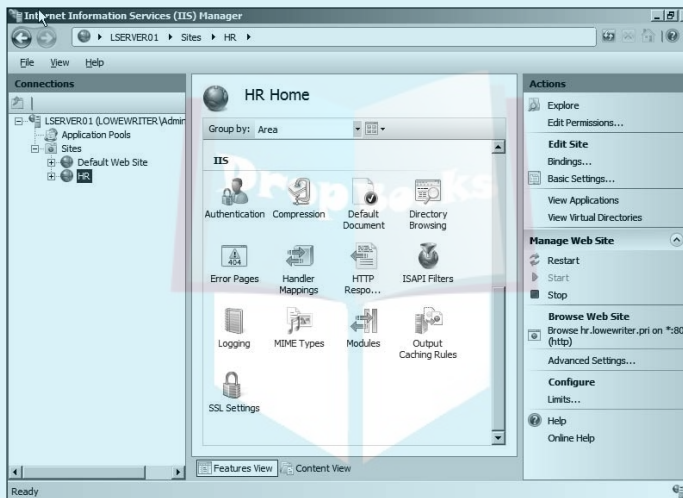 Internet Information Services (IIS) Manager
LSERVER01 Sites HR
File View Help
Connections
LSERVER01 (LOWEWRITER\Admin
Application Pools
Sites
Default Web Site
HR
HR Home
Group by: Area
IIS
Authentication
Compression
Default Document
Directory Browsing
Error Pages
404
Handler Mappings
HTTP Respo...
ISAPI Filters
Logging
MIME Types
Modules
Output Caching Rules
SSL Settings
Features View
Content View
Actions
Explore
Edit Permissions...
Edit Site
Bindings...
Basic Settings...
View Applications
View Virtual Directories
Manage Web Site
Restart
Start
Stop
Browse Web Site
Browse hr.lowewriter.pri on *:80
(http)
Advanced Settings...
Configure
Limits...
Help
Online Help
Ready
DropBooks